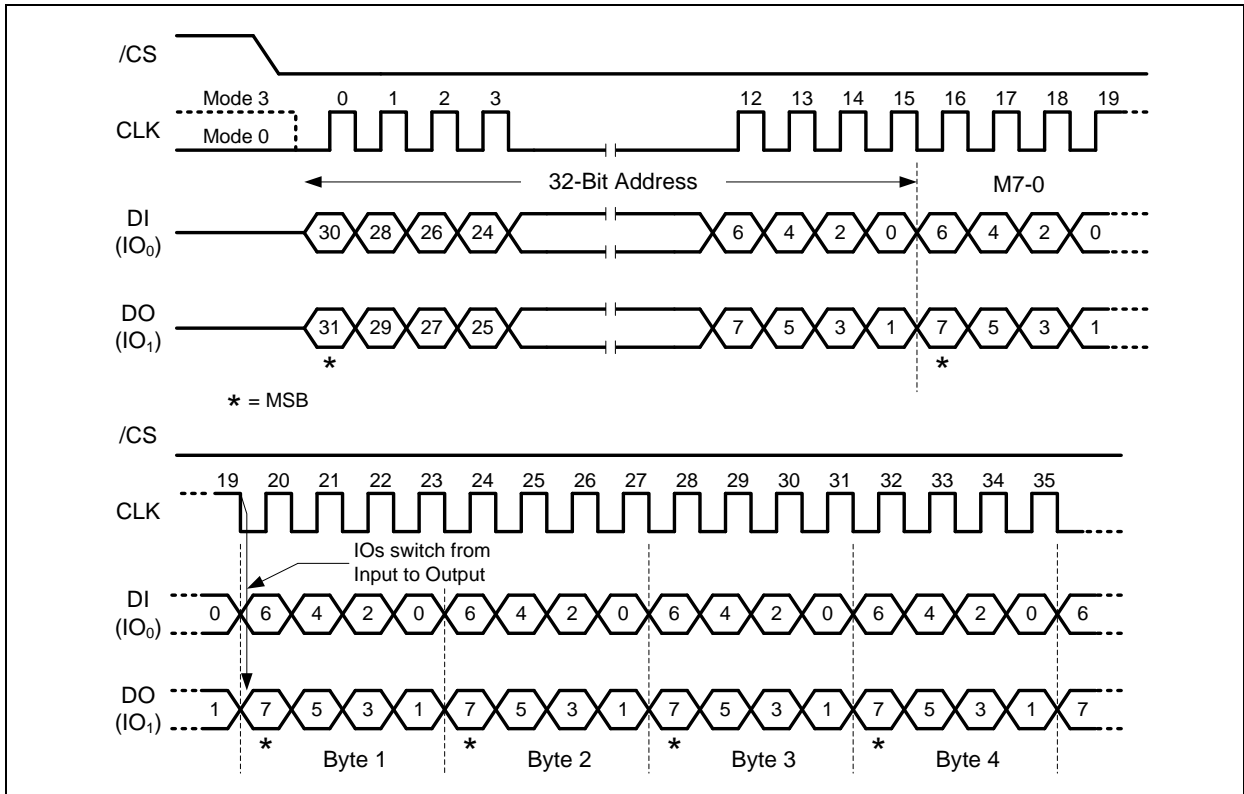 /CS
Mode 3
0 1 2 3 12 13 14 15 16 17 18 19
CLK
Mode 0
32-Bit Address
M7-0
DI
(IO₀)
30 28 26 24 6 4 2 0 6 4 2 0
DO
(IO₁)
31 29 27 25 7 5 3 1 7 5 3 1
* *
* = MSB
/CS
19 20 21 22 23 24 25 26 27 28 29 30 31 32 33 34 35
CLK
IOs switch from
Input to Output
DI
(IO₀)
0 6 4 2 0 6 4 2 0 6 4 2 0 6 4 2 0 6
DO
(IO₁)
1 7 5 3 1 7 5 3 1 7 5 3 1 7 5 3 1 7
* * * *
Byte 1 Byte 2 Byte 3 Byte 4